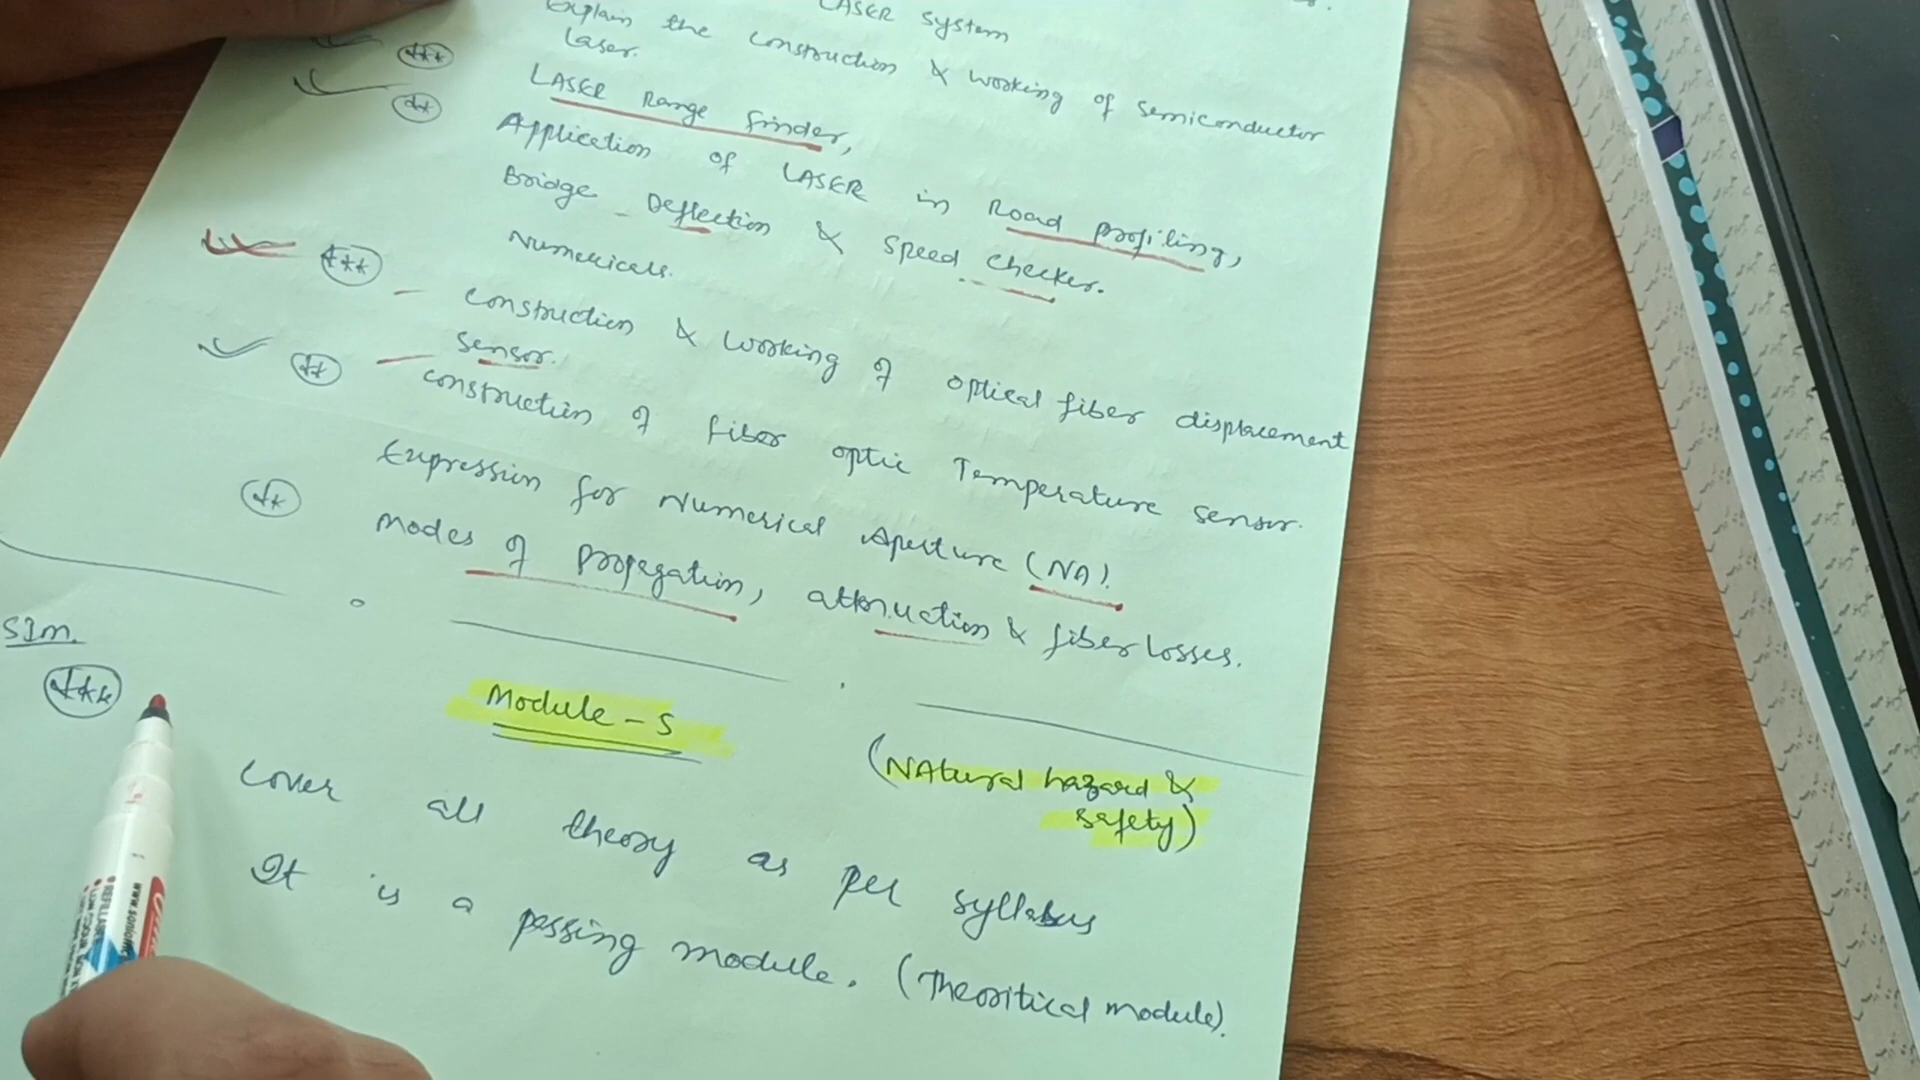 LASER System
Explain the construction & working of semiconductor
laser.
***
LASER Range finder,
**
Application of LASER in Road profiling,
Bridge Deflection & speed checker.
Numericals.
***
- construction & working of optical fiber displacement
sensor.
**
- construction of fiber optic Temperature sensor.
Expression for Numerical Aperture (NA).
**
Modes of propagation, attenuation & fiber losses.
SIm.
***
Module - 5
(NAtural hazard &
safety)
cover all theory as per syllabus
It is a passing module. (Theoritical module).